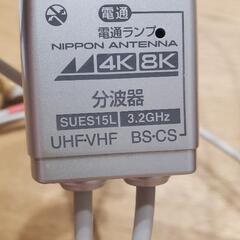 電通
電通ランプ
NIPPON ANTENNA
4K 8K
分波器
SUES15L 3.2GHz
UHF·VHF BS·CS